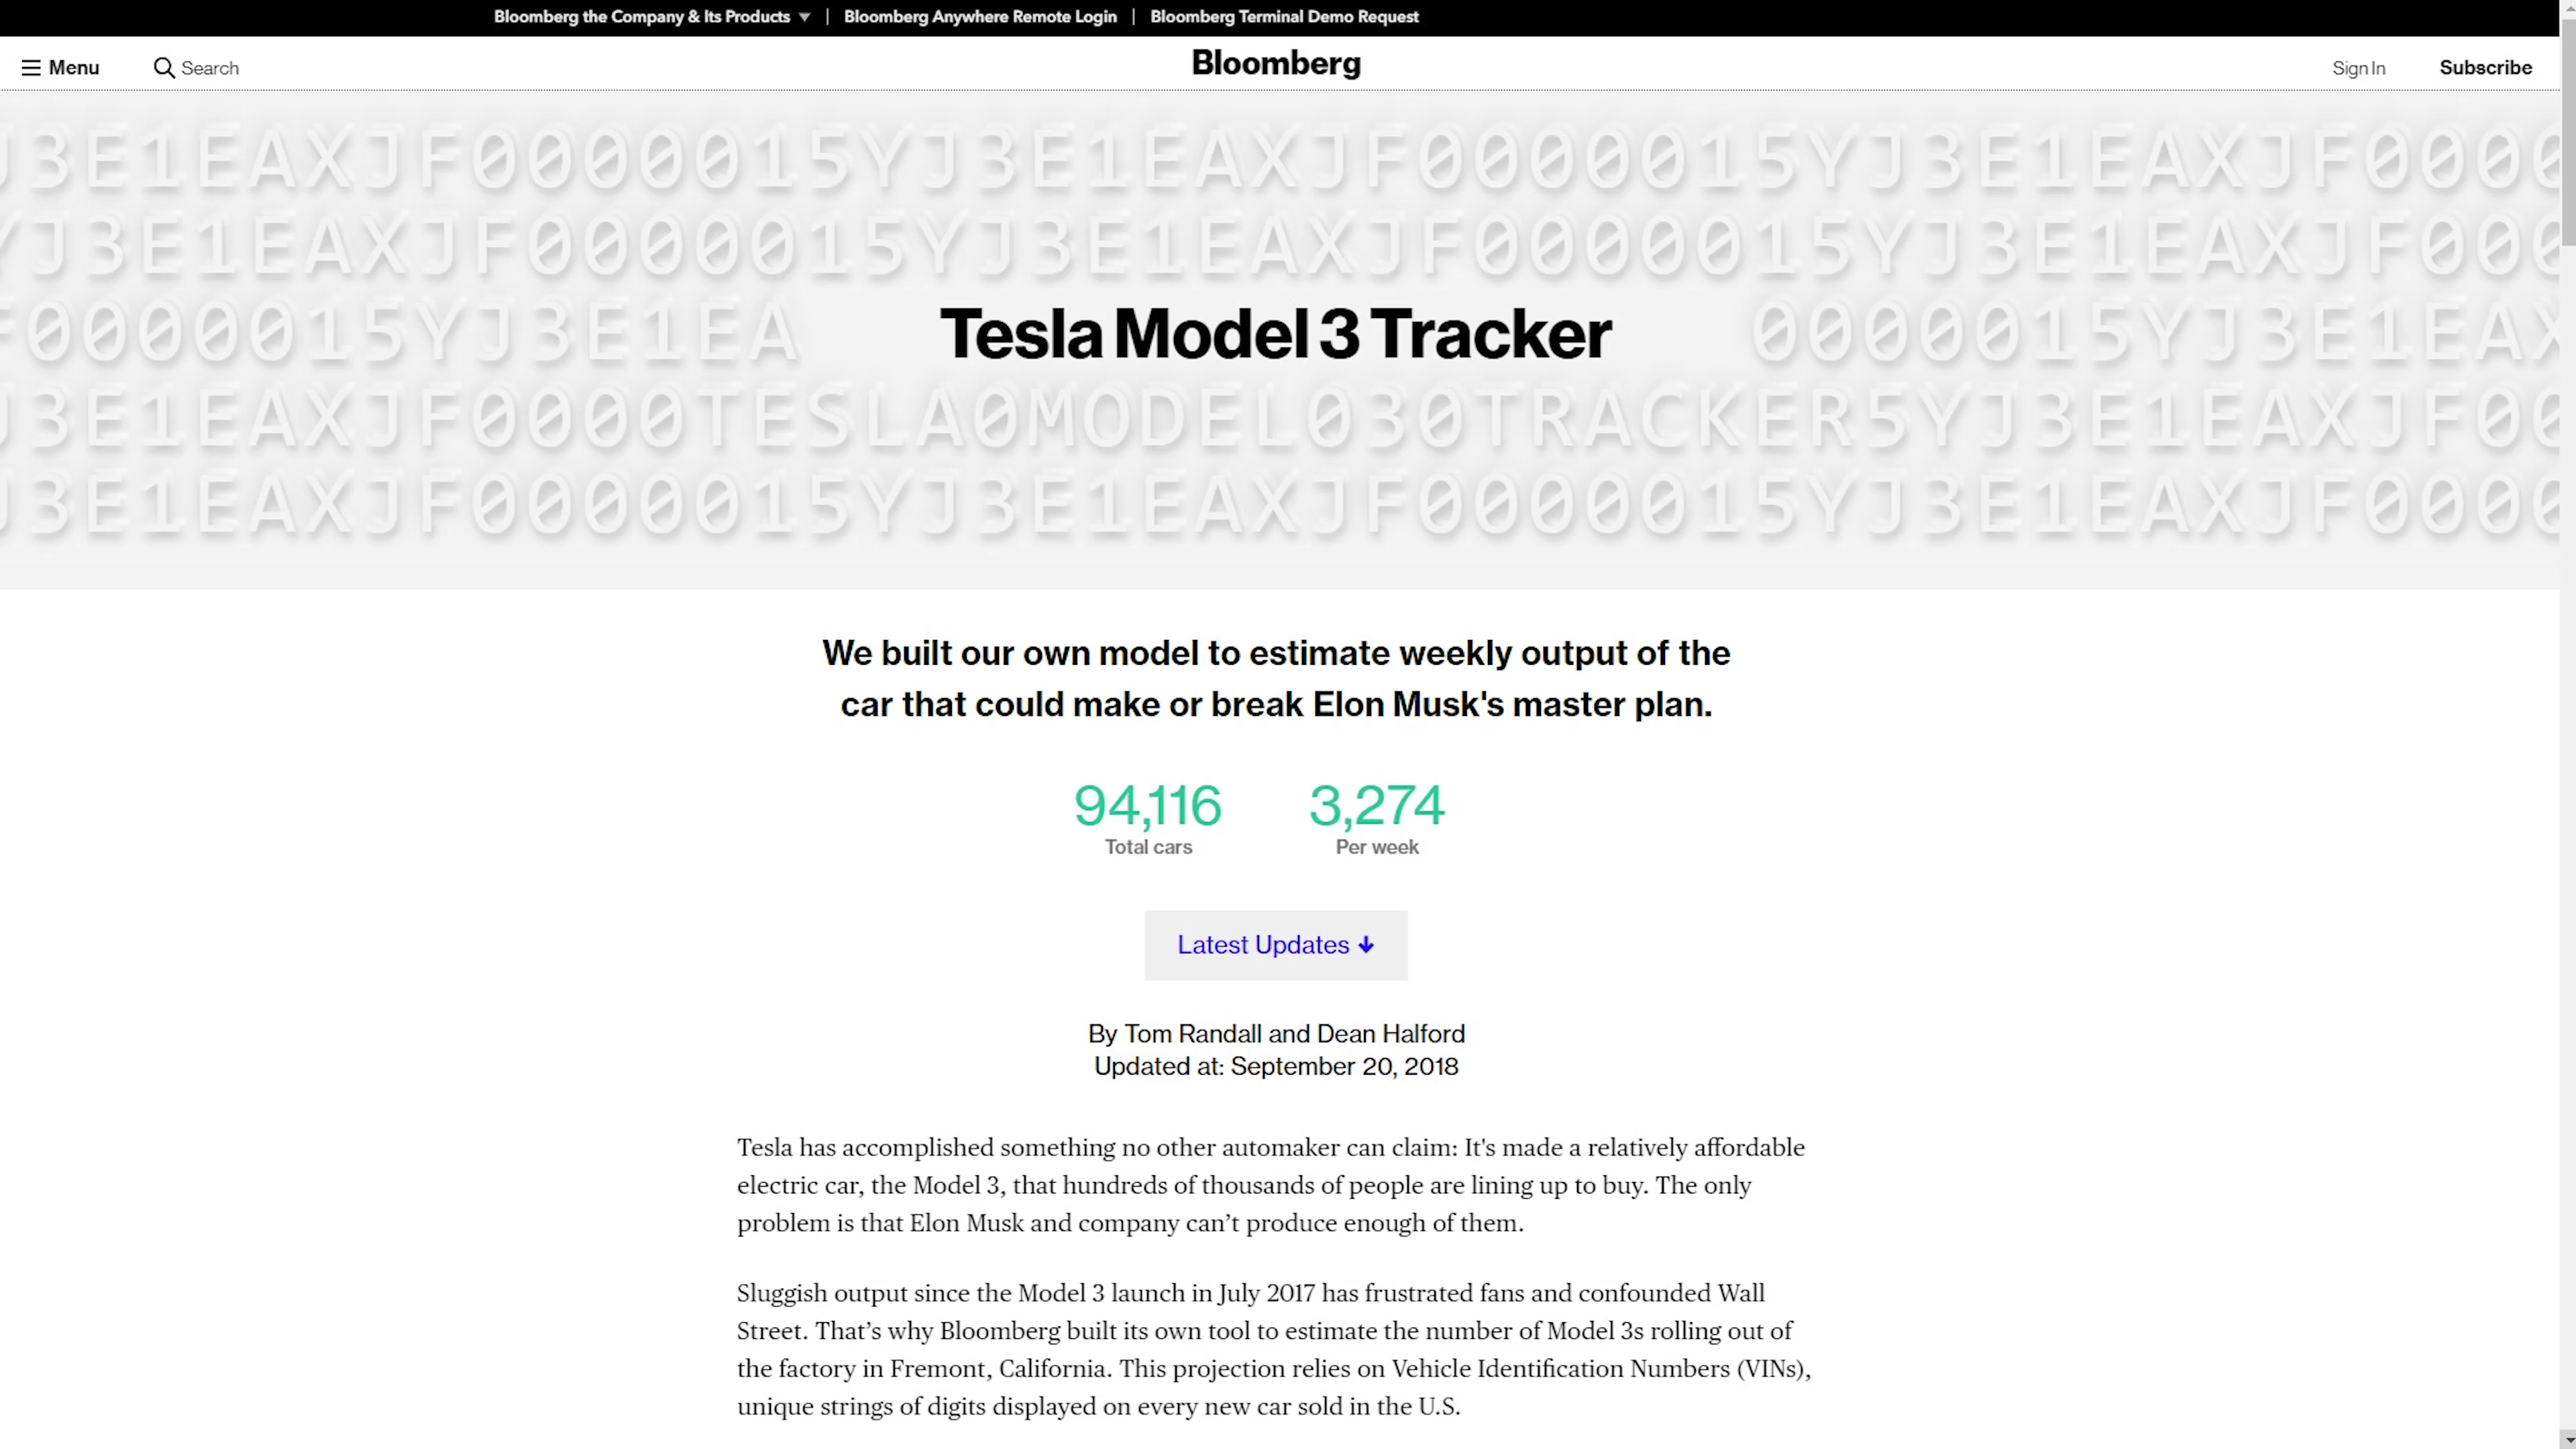 Bloomberg the Company & Its Products ▼ | Bloomberg Anywhere Remote Login | Bloomberg Terminal Demo Request
Menu Search Bloomberg Sign In Subscribe
J3E1EAXJF0000015YJ3E1EAXJF0000015YJ3E1EAXJF0000
YJ3E1EAXJF0000015YJ3E1EAXJF0000015YJ3E1EAXJF000
F0000015YJ3E1EA Tesla Model 3 Tracker 0000015YJ3E1EAX
J3E1EAXJF0000TESLA0MODEL030TRACKER5YJ3E1EAXJF00
J3E1EAXJF0000015YJ3E1EAXJF0000015YJ3E1EAXJF0000
We built our own model to estimate weekly output of the
car that could make or break Elon Musk's master plan.
94,116 3,274
Total cars Per week
Latest Updates ↓
By Tom Randall and Dean Halford
Updated at: September 20, 2018
Tesla has accomplished something no other automaker can claim: It's made a relatively affordable
electric car, the Model 3, that hundreds of thousands of people are lining up to buy. The only
problem is that Elon Musk and company can’t produce enough of them.
Sluggish output since the Model 3 launch in July 2017 has frustrated fans and confounded Wall
Street. That’s why Bloomberg built its own tool to estimate the number of Model 3s rolling out of
the factory in Fremont, California. This projection relies on Vehicle Identification Numbers (VINs),
unique strings of digits displayed on every new car sold in the U.S.